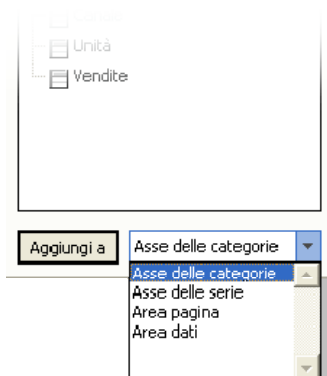 Unità
Vendite
Aggiungi a
Asse delle categorie
Asse delle categorie
Asse delle serie
Area pagina
Area dati